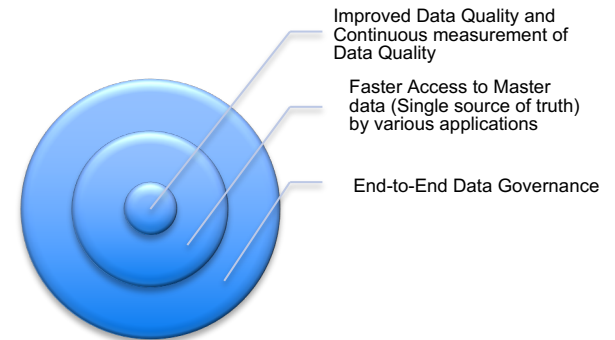 Improved Data Quality and
Continuous measurement of
Data Quality
Faster Access to Master
data (Single source of truth)
by various applications
End-to-End Data Governance